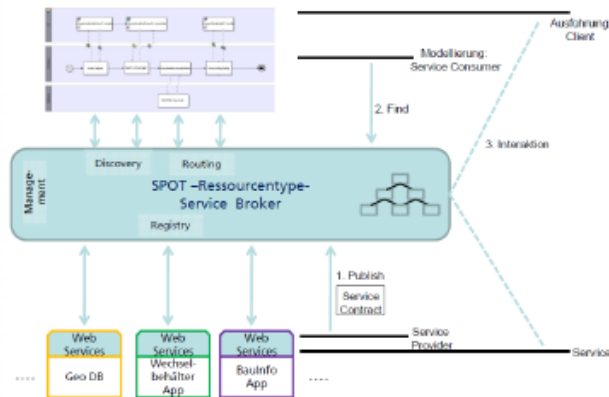 Ausführung:
Client
Modellierung:
Service Consumer
2. Find
3. Interaktion
Discovery
Routing
Manage-
ment
SPOT –Ressourcentype-
Service Broker
Registry
1. Publish
Service
Contract
Web
Services
Geo DB
Web
Services
Wechsel-
behälter
App
Web
Services
BauInfo
App
Service
Provider
Service
.....
....